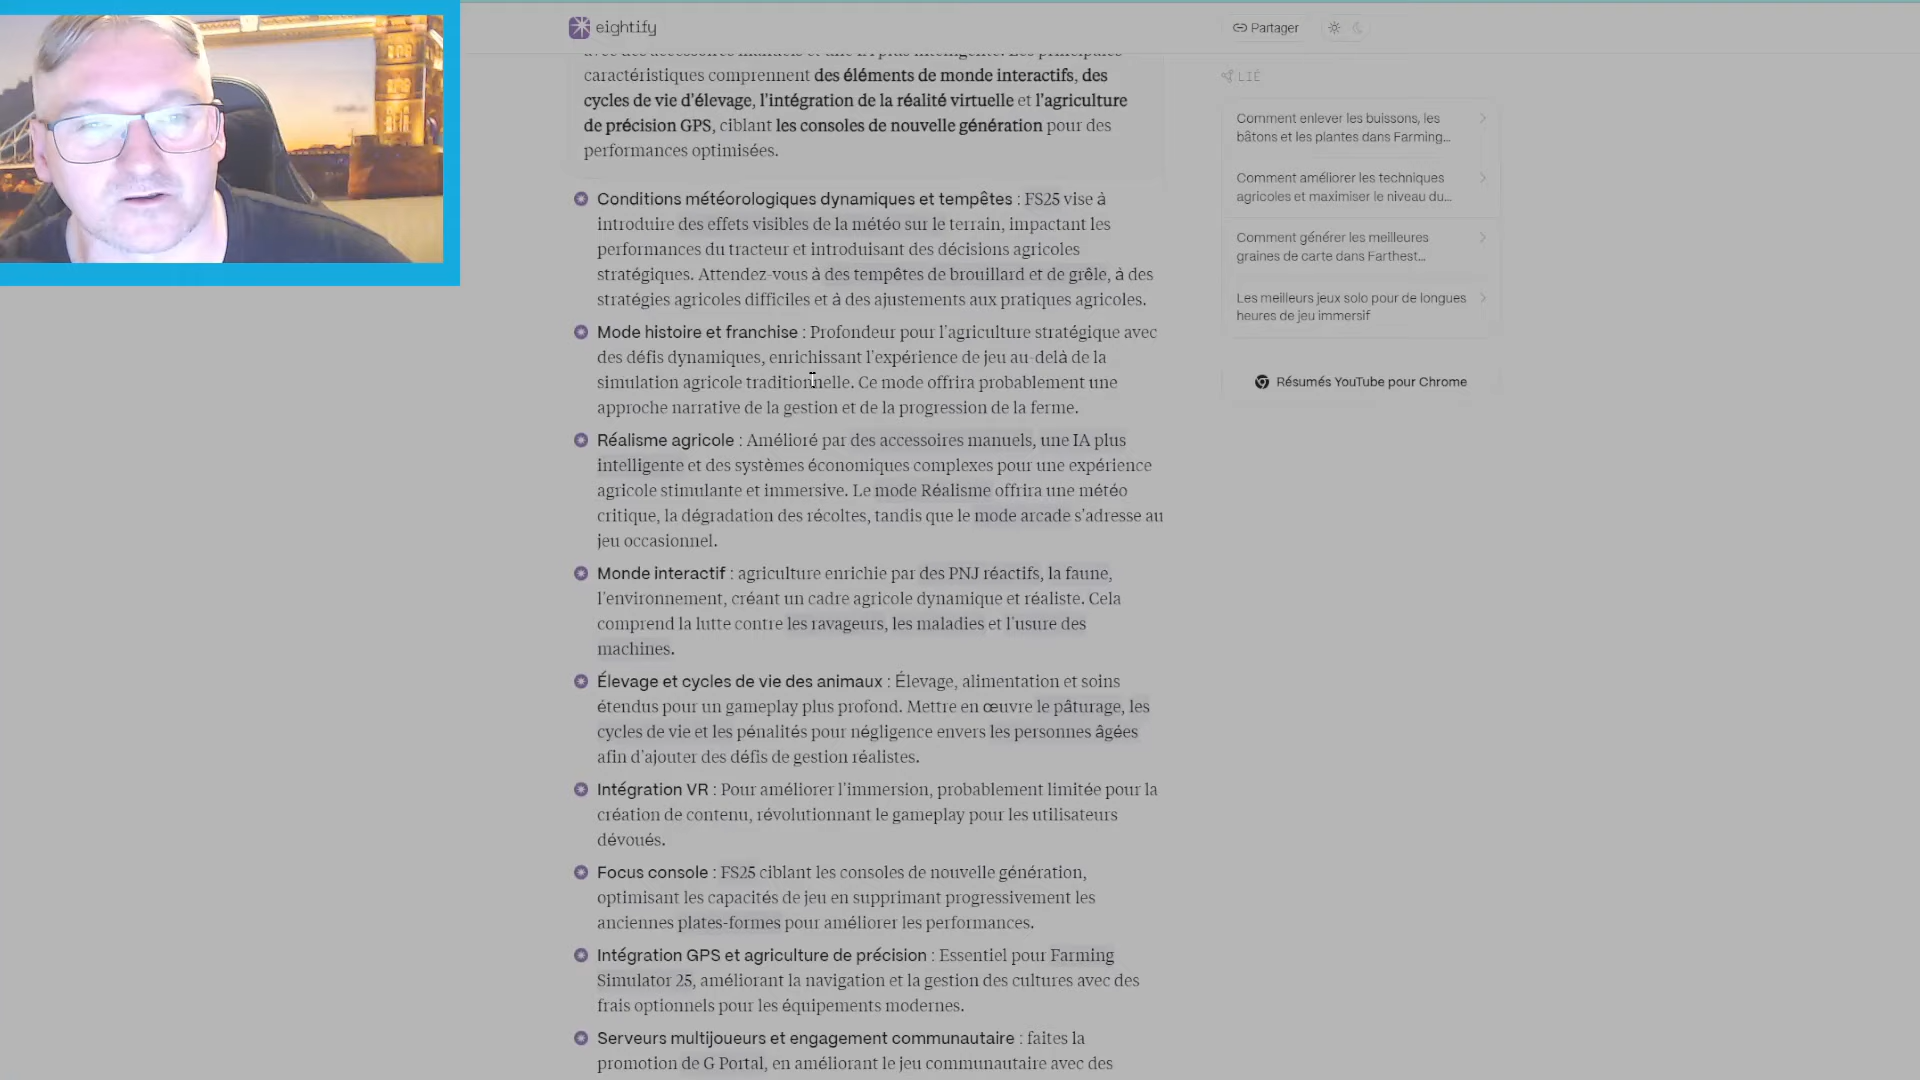 eightify
Partager
caractéristiques comprennent des éléments de monde interactifs, des
cycles de vie d'élevage, l'intégration de la réalité virtuelle et l'agriculture
de précision GPS, ciblant les consoles de nouvelle génération pour des
performances optimisées.
Conditions météorologiques dynamiques et tempêtes : FS25 vise à
introduire des effets visibles de la météo sur le terrain, impactant les
performances du tracteur et introduisant des décisions agricoles
stratégiques. Attendez-vous à des tempêtes de brouillard et de grêle, à des
stratégies agricoles difficiles et à des ajustements aux pratiques agricoles.
Mode histoire et franchise : Profondeur pour l'agriculture stratégique avec
des défis dynamiques, enrichissant l'expérience de jeu au-delà de la
simulation agricole traditionnelle. Ce mode offrira probablement une
approche narrative de la gestion et de la progression de la ferme.
Réalisme agricole : Amélioré par des accessoires manuels, une IA plus
intelligente et des systèmes économiques complexes pour une expérience
agricole stimulante et immersive. Le mode Réalisme offrira une météo
critique, la dégradation des récoltes, tandis que le mode arcade s'adresse au
jeu occasionnel.
Monde interactif : agriculture enrichie par des PNJ réactifs, la faune,
l'environnement, créant un cadre agricole dynamique et réaliste. Cela
comprend la lutte contre les ravageurs, les maladies et l'usure des
machines.
Élevage et cycles de vie des animaux : Élevage, alimentation et soins
étendus pour un gameplay plus profond. Mettre en œuvre le pâturage, les
cycles de vie et les pénalités pour négligence envers les personnes âgées
afin d'ajouter des défis de gestion réalistes.
Intégration VR : Pour améliorer l'immersion, probablement limitée pour la
création de contenu, révolutionnant le gameplay pour les utilisateurs
dévoués.
Focus console : FS25 ciblant les consoles de nouvelle génération,
optimisant les capacités de jeu en supprimant progressivement les
anciennes plates-formes pour améliorer les performances.
Intégration GPS et agriculture de précision : Essentiel pour Farming
Simulator 25, améliorant la navigation et la gestion des cultures avec des
frais optionnels pour les équipements modernes.
Serveurs multijoueurs et engagement communautaire : faites la
promotion de G Portal, en améliorant le jeu communautaire avec des
LIÉ
Comment enlever les buissons, les
bâtons et les plantes dans Farming...
Comment améliorer les techniques
agricoles et maximiser le niveau du...
Comment générer les meilleures
graines de carte dans Farthest...
Les meilleurs jeux solo pour de longues
heures de jeu immersif
Résumés YouTube pour Chrome